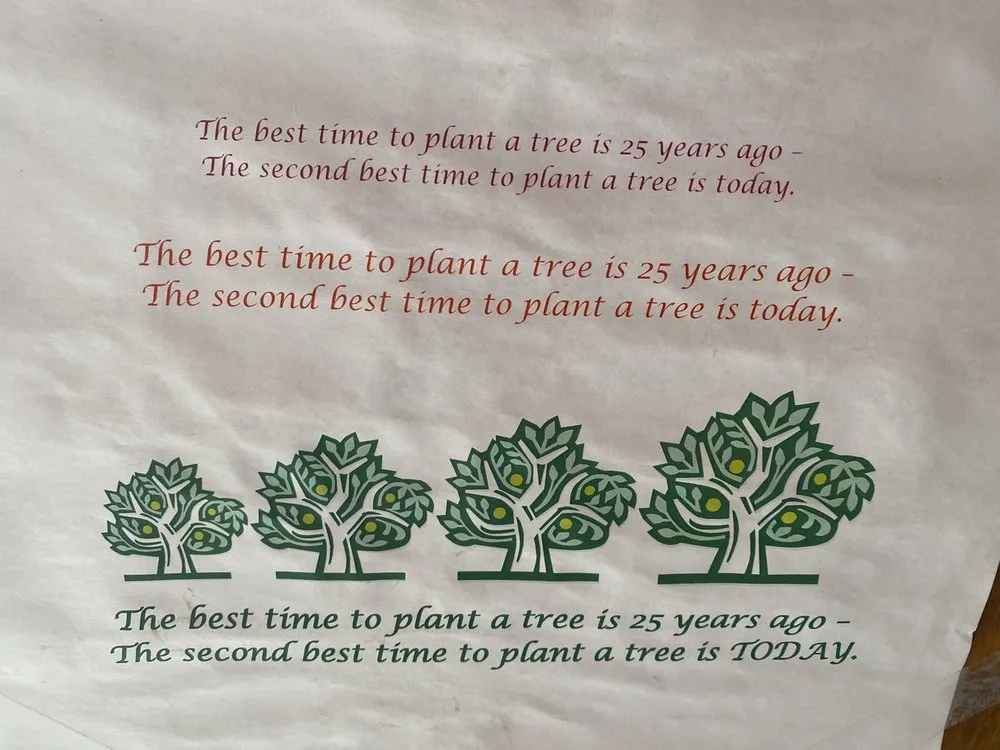 The best time to plant a tree is 25 years ago –
The second best time to plant a tree is today.
The best time to plant a tree is 25 years ago –
The second best time to plant a tree is today.
The best time to plant a tree is 25 years ago –
The second best time to plant a tree is TODAY.